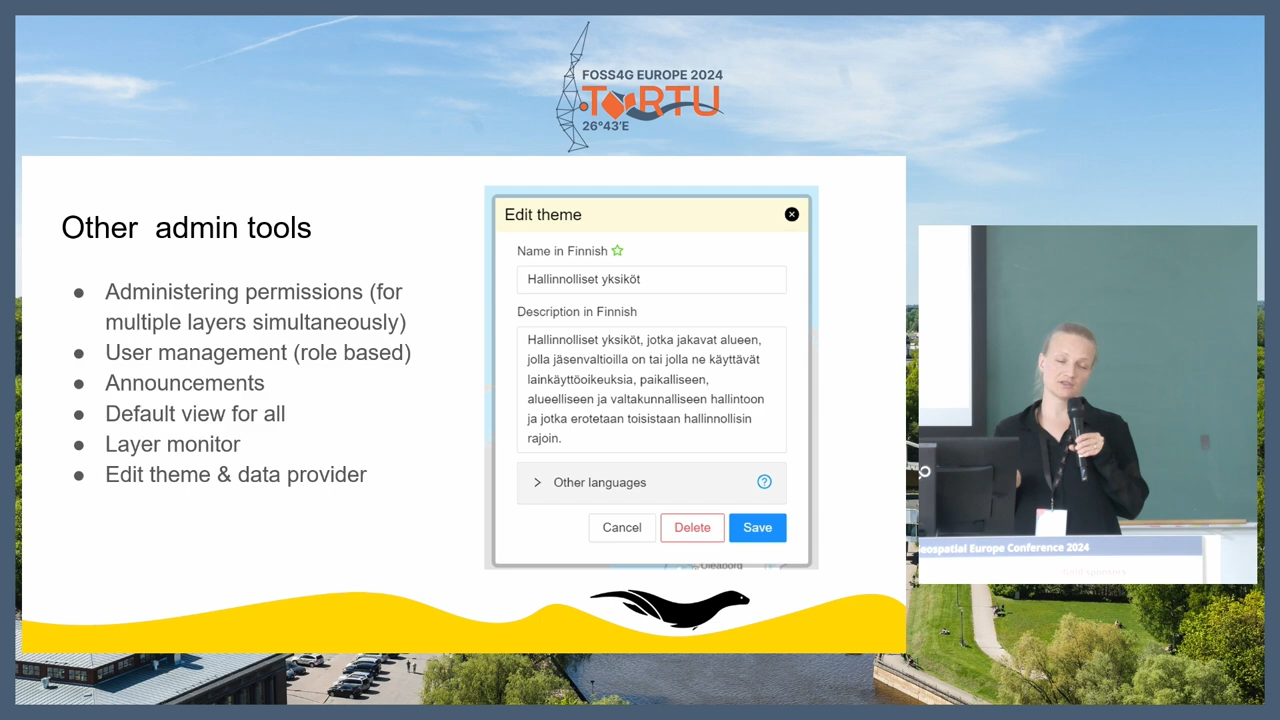 FOSS4G EUROPE 2024
TORTU
26°43'E
Other admin tools
● Administering permissions (for
multiple layers simultaneously)
● User management (role based)
● Announcements
● Default view for all
● Layer monitor
● Edit theme & data provider
Edit theme
Name in Finnish
Hallinnolliset yksiköt
Description in Finnish
Hallinnolliset yksiköt, jotka jakavat alueen,
jolla jäsenvaltioilla on tai jolla ne käyttävät
lainkäyttöoikeuksia, paikalliseen,
alueelliseen ja valtakunnalliseen hallintoon
ja jotka erotetaan toisistaan hallinnollisin
rajoin.
Other languages
Cancel Delete Save
eospatial Europe Conference 2024